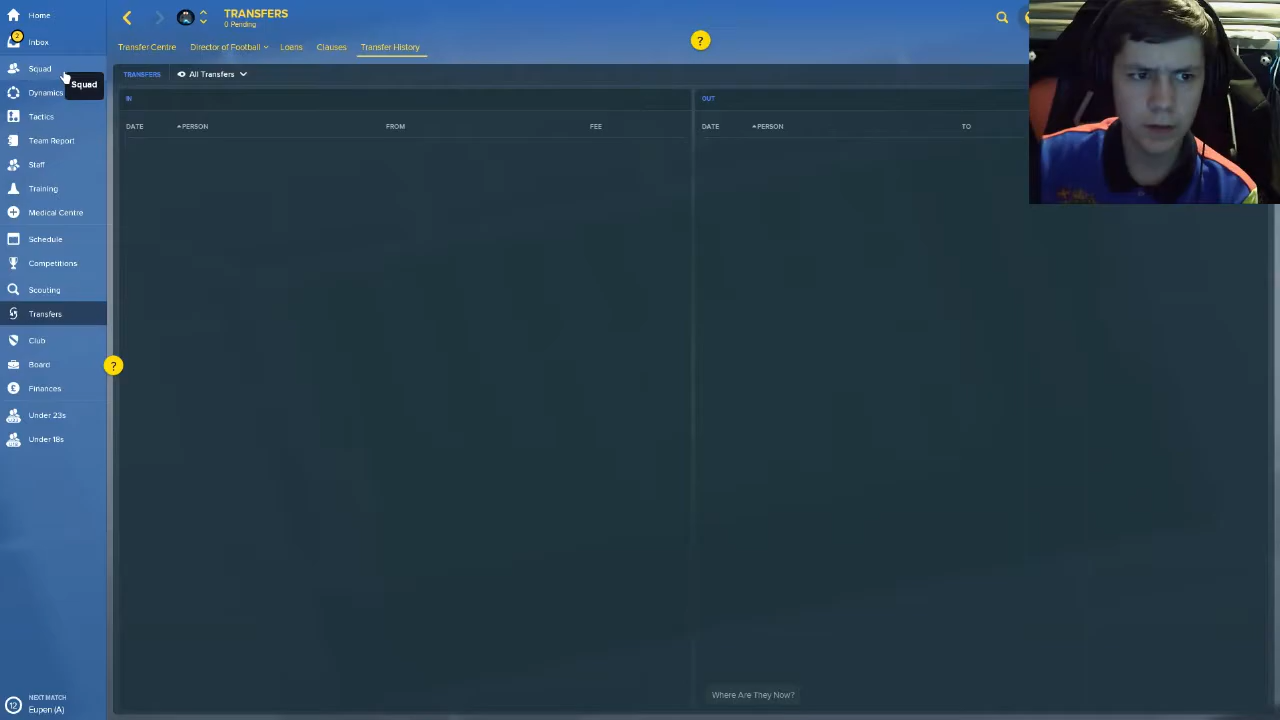 Home
2
Inbox
Squad
Squad
Dynamics
Tactics
Team Report
Staff
Training
Medical Centre
Schedule
Competitions
Scouting
Transfers
Club
Board
Finances
Under 23s
Under 18s
NEXT MATCH
12
Eupen (A)
TRANSFERS
0 Pending
Transfer Centre
Director of Football
Loans
Clauses
Transfer History
?
TRANSFERS
All Transfers
IN
DATE
PERSON
FROM
FEE
OUT
DATE
PERSON
TO
?
Where Are They Now?